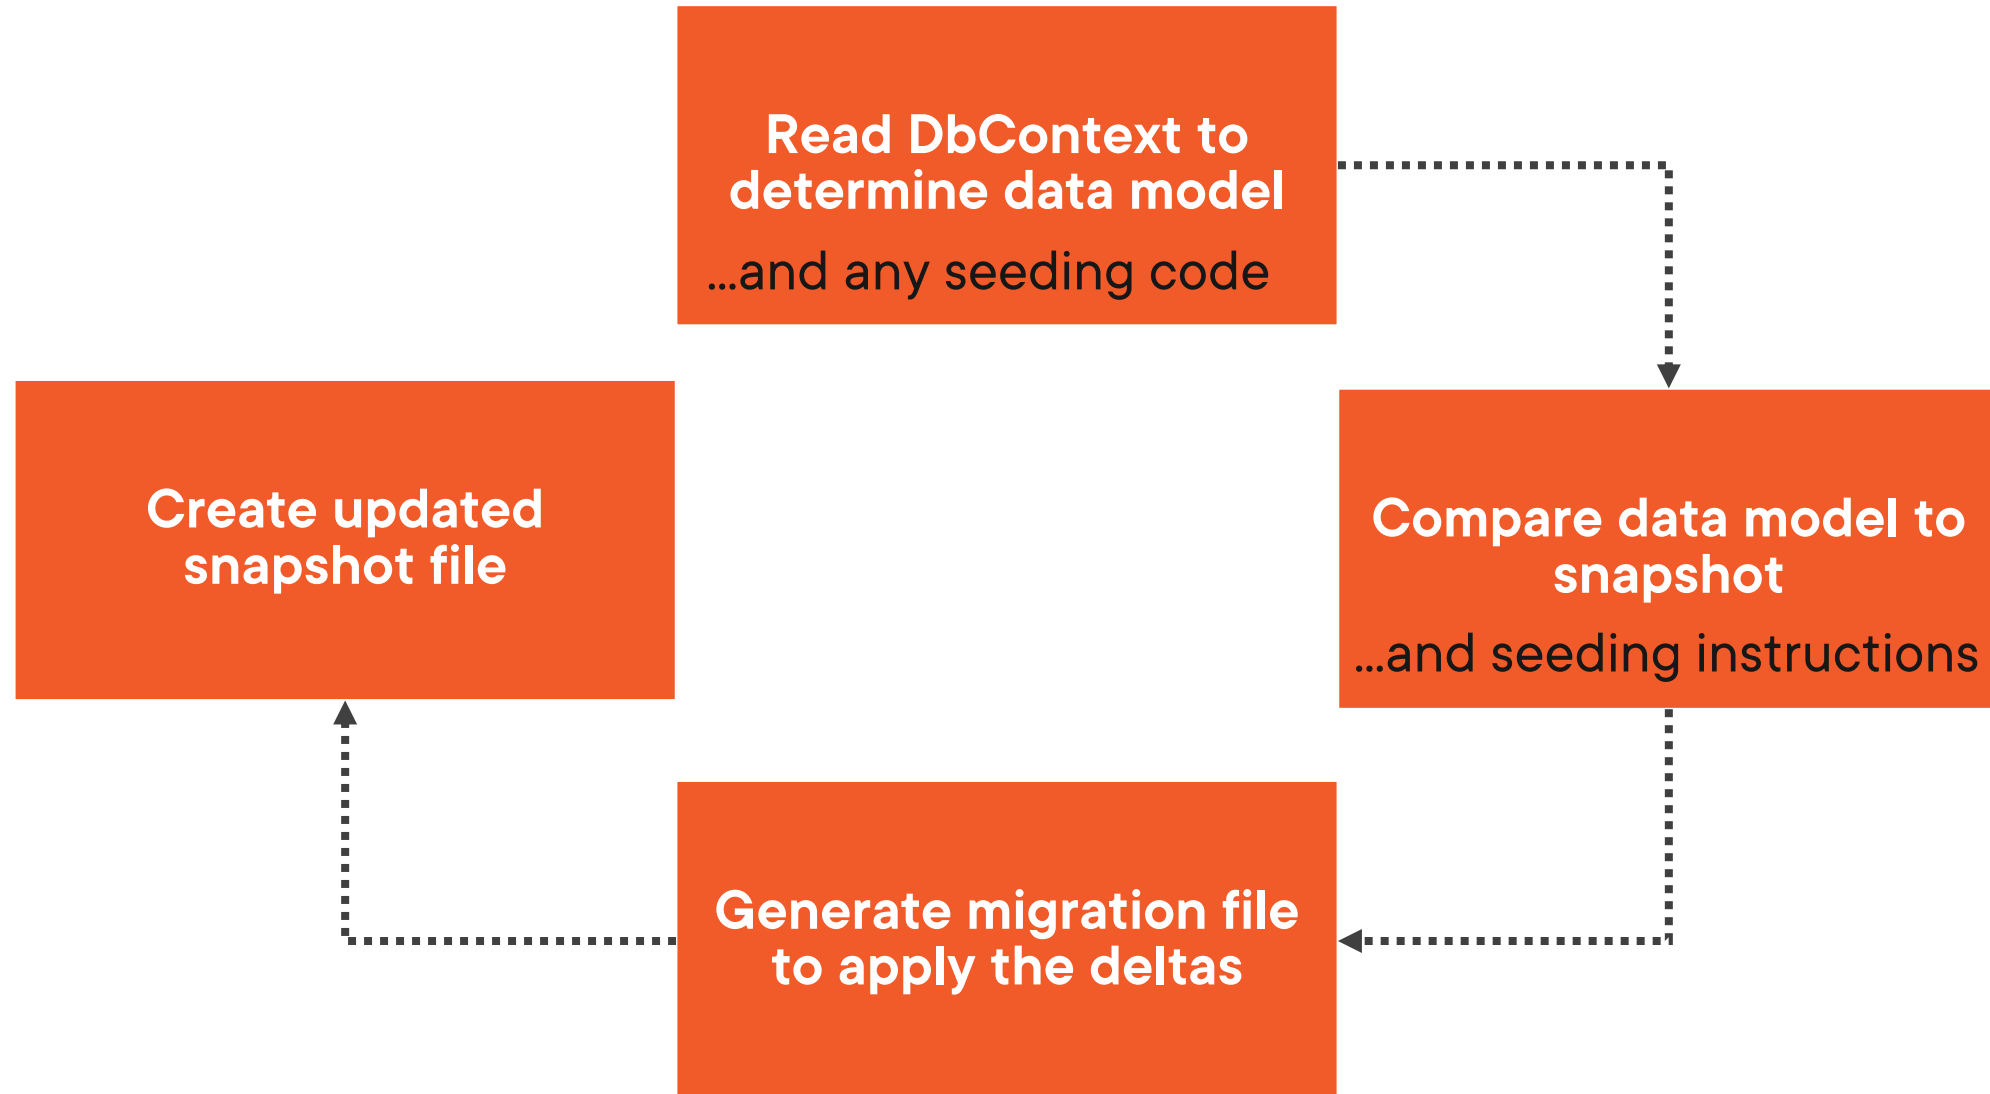 Read DbContext to
determine data model
...and any seeding code
Create updated
snapshot file
Compare data model to
snapshot
...and seeding instructions
Generate migration file
to apply the deltas